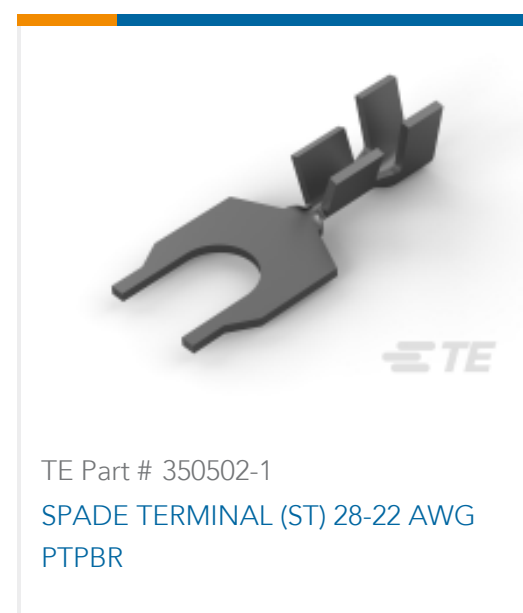 TE
TE Part # 350502-1
SPADE TERMINAL (ST) 28-22 AWG
PTPBR